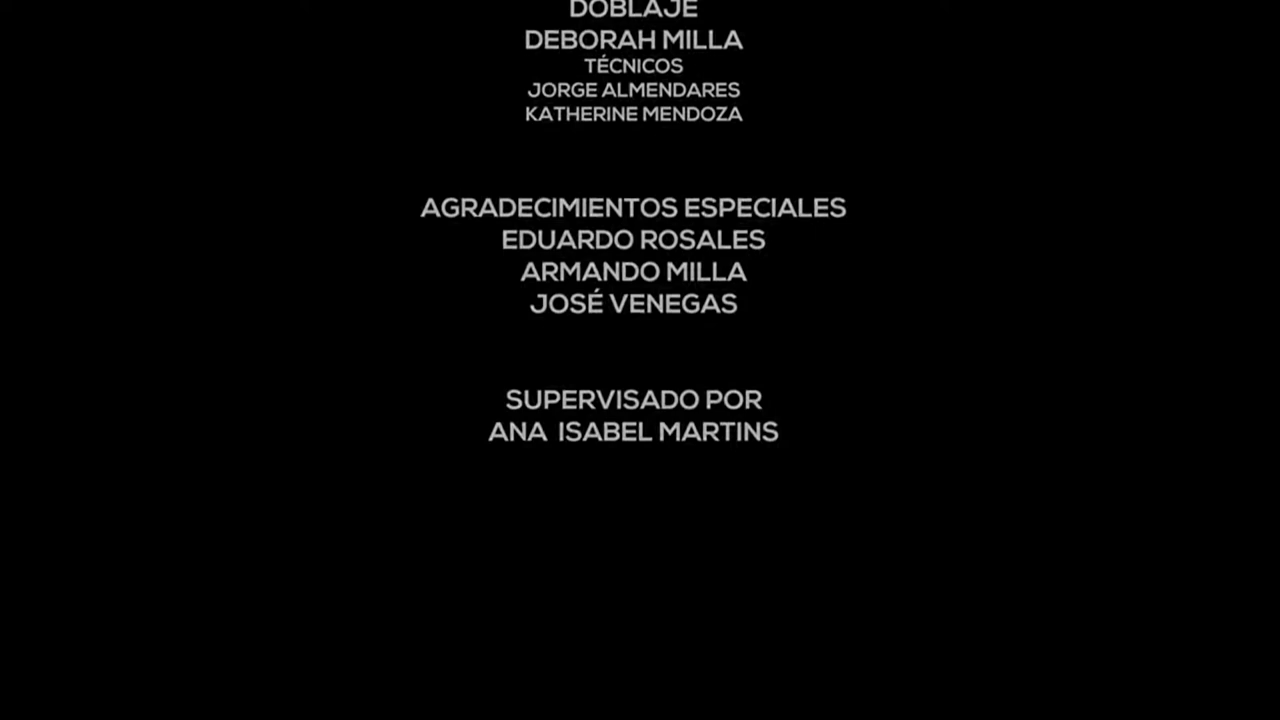 DOBLAJE
DEBORAH MILLA
TÉCNICOS
JORGE ALMENDARES
KATHERINE MENDOZA
AGRADECIMIENTOS ESPECIALES
EDUARDO ROSALES
ARMANDO MILLA
JOSÉ VENEGAS
SUPERVISADO POR
ANA ISABEL MARTINS